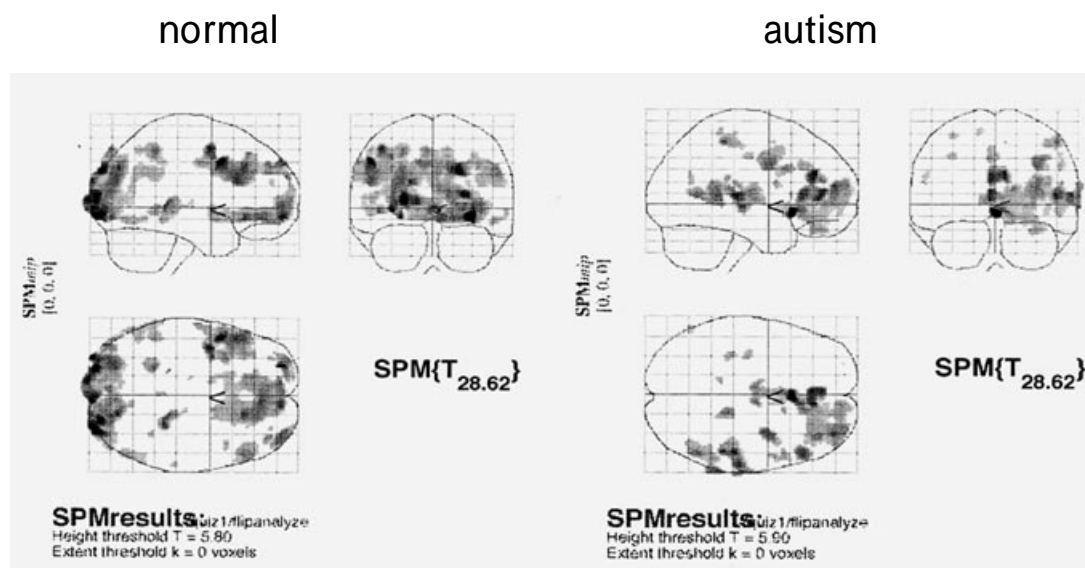 normal
autism
SPMmip
[0, 0, 0]
SPM{T28.62}
SPMresults:
Height threshold T = 5.80
Extent threshold k = 0 voxels
SPMmip
[0, 0, 0]
SPM{T28.62}
SPMresults:
Height threshold T = 5.90
Extent threshold k = 0 voxels